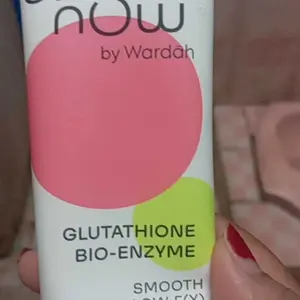 now
by Wardah
GLUTATHIONE
BIO-ENZYME
SMOOTH